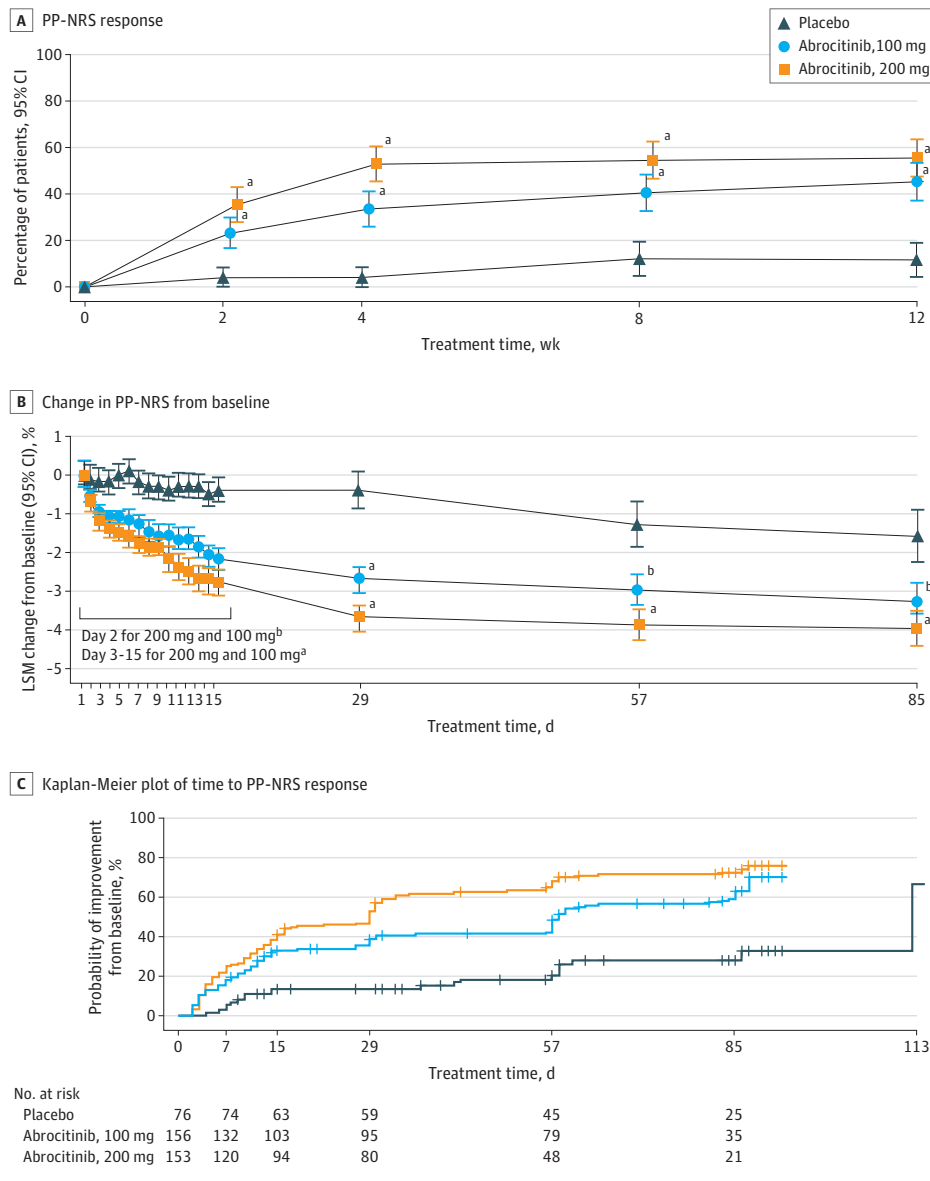 A PP-NRS response
Placebo
Abrocitinib,100 mg
Abrocitinib, 200 mg
Percentage of patients, 95% CI
100
80
60
40
20
0
a
a
a
a
a
a
a
a
0 2 4 8 12
Treatment time, wk
B Change in PP-NRS from baseline
LSM change from baseline (95% CI), %
1
0
-1
-2
-3
-4
-5
a
b
b
a
a
a
Day 2 for 200 mg and 100 mgb
Day 3-15 for 200 mg and 100 mga
1 3 5 7 9 11 13 15 29 57 85
Treatment time, d
C Kaplan-Meier plot of time to PP-NRS response
Probability of improvement
from baseline, %
100
80
60
40
20
0
0 7 15 29 57 85 113
Treatment time, d
No. at risk
Placebo 76 74 63 59 45 25
Abrocitinib, 100 mg 156 132 103 95 79 35
Abrocitinib, 200 mg 153 120 94 80 48 21